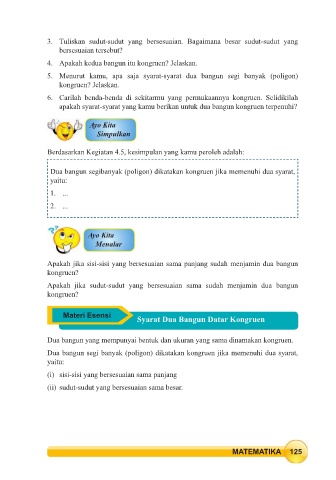 3. Tuliskan sudut-sudut yang bersesuaian. Bagaimana besar sudut-sudut yang
bersesuaian tersebut?
4. Apakah kedua bangun itu kongruen? Jelaskan.
5. Menurut kamu, apa saja syarat-syarat dua bangun segi banyak (poligon)
kongruen? Jelaskan.
6. Carilah benda-benda di sekitarmu yang permukaannya kongruen. Selidikilah
apakah syarat-syarat yang kamu berikan untuk dua bangun kongruen terpenuhi?
Ayo Kita
Simpulkan
Berdasarkan Kegiatan 4.5, kesimpulan yang kamu peroleh adalah:
Dua bangun segibanyak (poligon) dikatakan kongruen jika memenuhi dua syarat,
yaitu:
1. ...
2. ...
Ayo Kita
Menalar
Apakah jika sisi-sisi yang bersesuaian sama panjang sudah menjamin dua bangun
kongruen?
Apakah jika sudut-sudut yang bersesuaian sama sudah menjamin dua bangun
kongruen?
Materi Esensi
Syarat Dua Bangun Datar Kongruen
Dua bangun yang mempunyai bentuk dan ukuran yang sama dinamakan kongruen.
Dua bangun segi banyak (poligon) dikatakan kongruen jika memenuhi dua syarat,
yaitu:
(i) sisi-sisi yang bersesuaian sama panjang
(ii) sudut-sudut yang bersesuaian sama besar.
MATEMATIKA 125